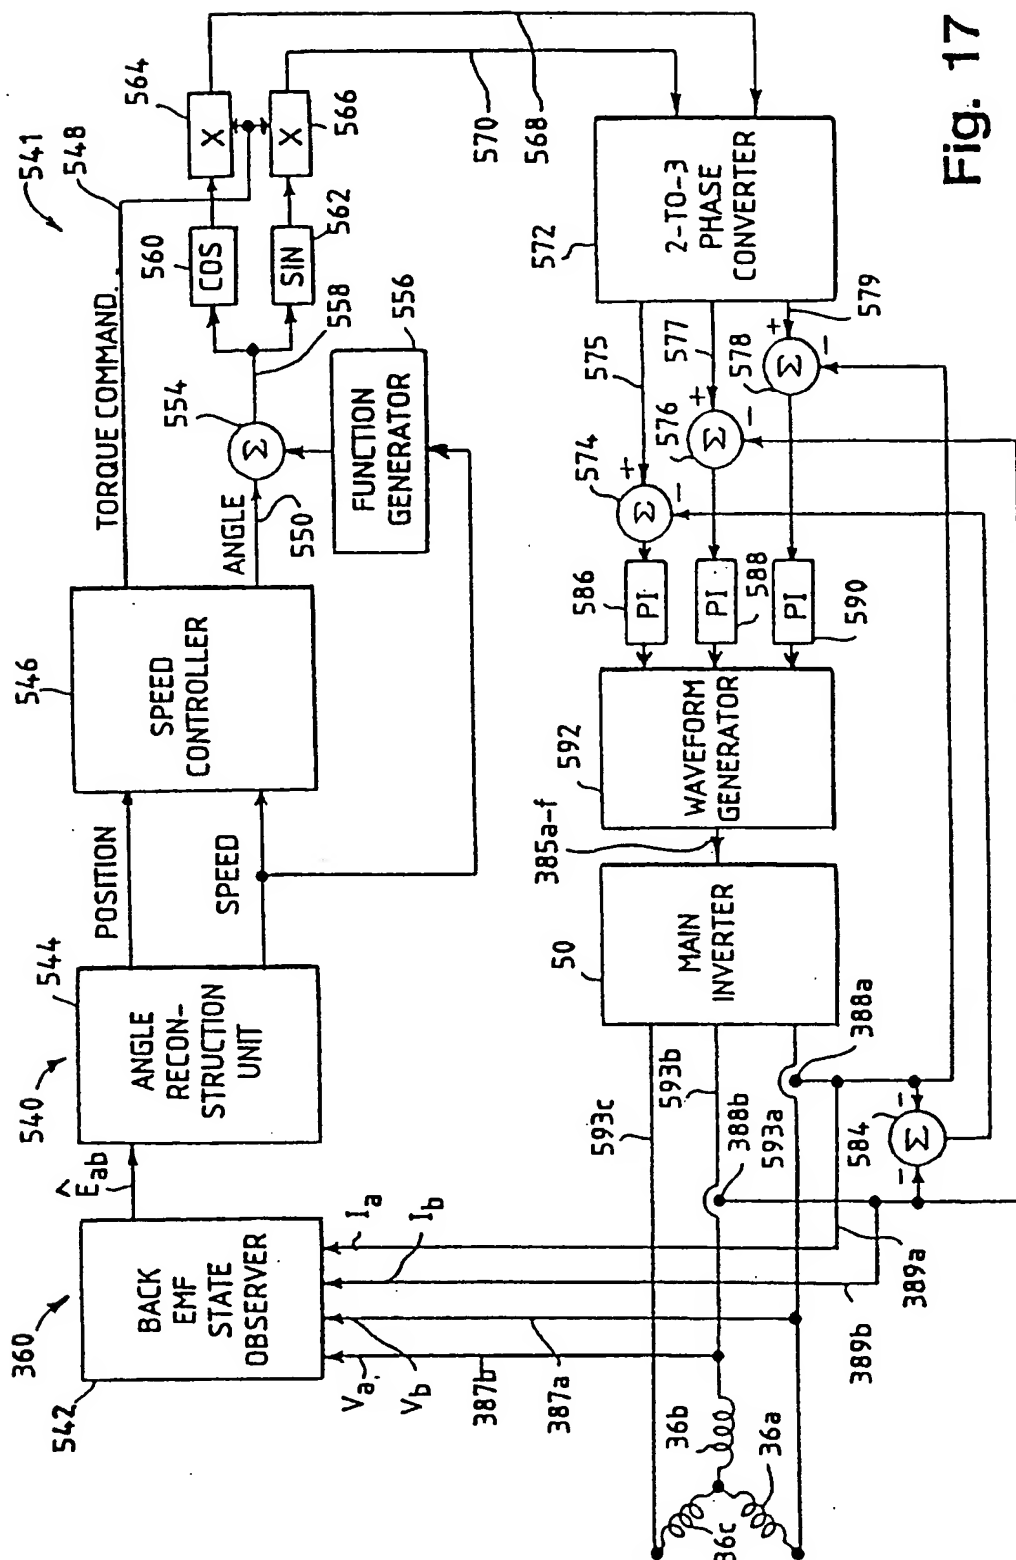 541
548
564
TORQUE COMMAND.
560
COS
X
X
566
SIN
562
558
554
Σ
556
FUNCTION
GENERATOR
ANGLE
550
546
SPEED
CONTROLLER
POSITION
SPEED
544
540
ANGLE
RECON-
STRUCTION
UNIT
Ê_ab
360
542
BACK
EMF
STATE
OBSERVER
I_a
I_b
V_a
V_b
387b
387a
389b
389a
570
568
572
2-TO-3
PHASE
CONVERTER
575
577
579
574
Σ
+
-
576
Σ
+
-
578
Σ
+
-
586
PI
PI
588
PI
590
592
WAVEFORM
GENERATOR
385a-f
50
MAIN
INVERTER
593c
593b
593a
388b
388a
584
Σ
-
-
36b
36a
36c
Fig. 17